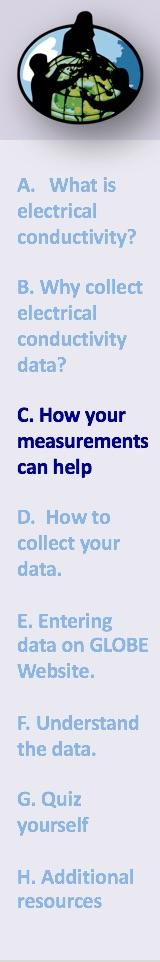 A. What is
electrical
conductivity?
B. Why collect
electrical
conductivity
data?
C. How your
measurements
can help
D. How to
collect your
data.
E. Entering
data on GLOBE
Website.
F. Understand
the data.
G. Quiz
yourself
H. Additional
resources